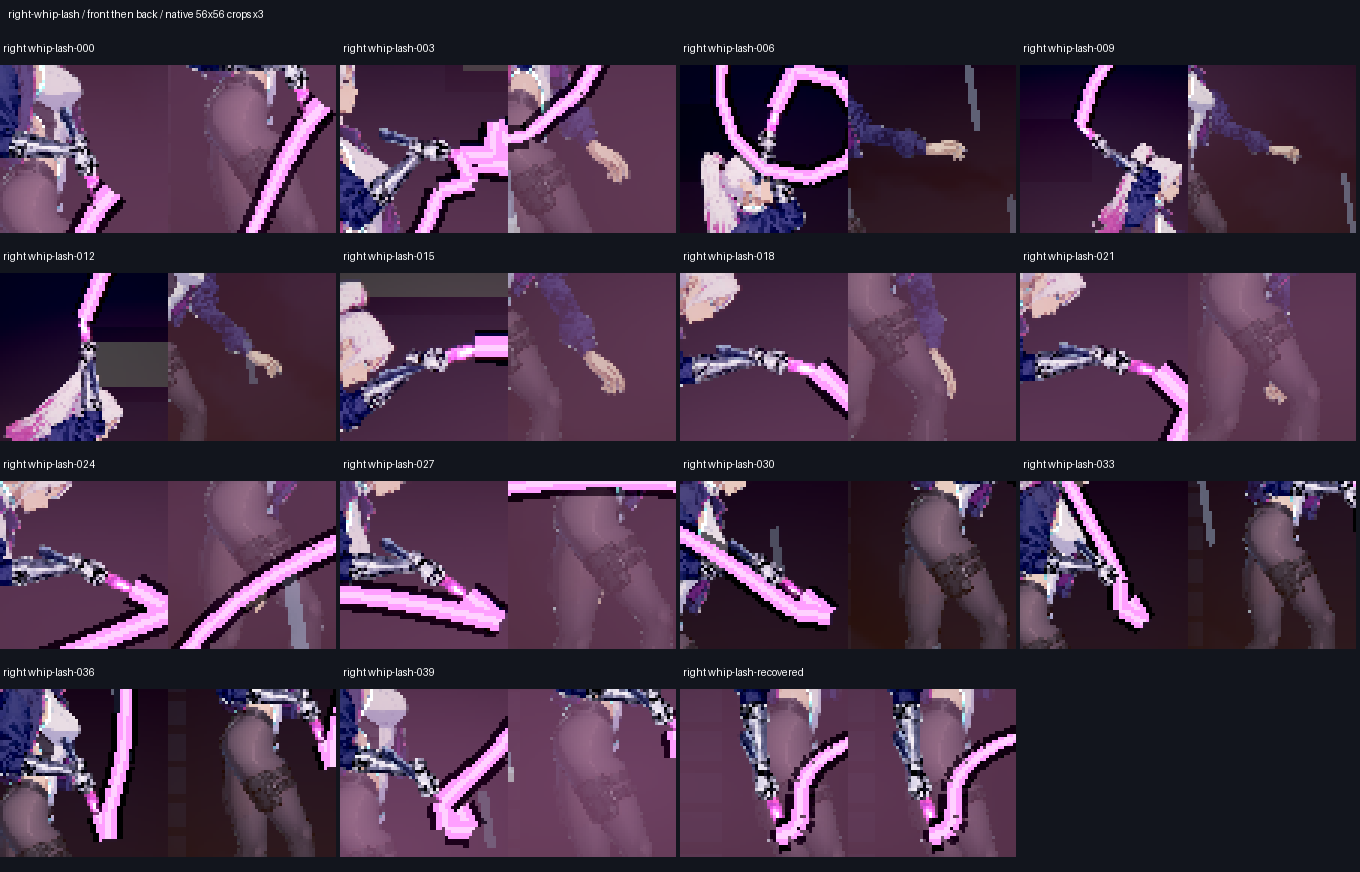 right-whip-lash / front then back / native 56x56 crops x3
right whip-lash-000
right whip-lash-003
right whip-lash-006
right whip-lash-009
right whip-lash-012
right whip-lash-015
right whip-lash-018
right whip-lash-021
right whip-lash-024
right whip-lash-027
right whip-lash-030
right whip-lash-033
right whip-lash-036
right whip-lash-039
right whip-lash-recovered